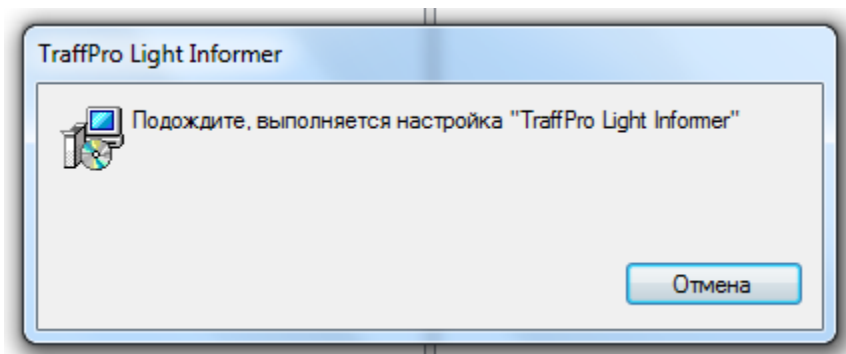 TraffPro Light Informer
Подождите, выполняется настройка "TraffPro Light Informer"
Отмена